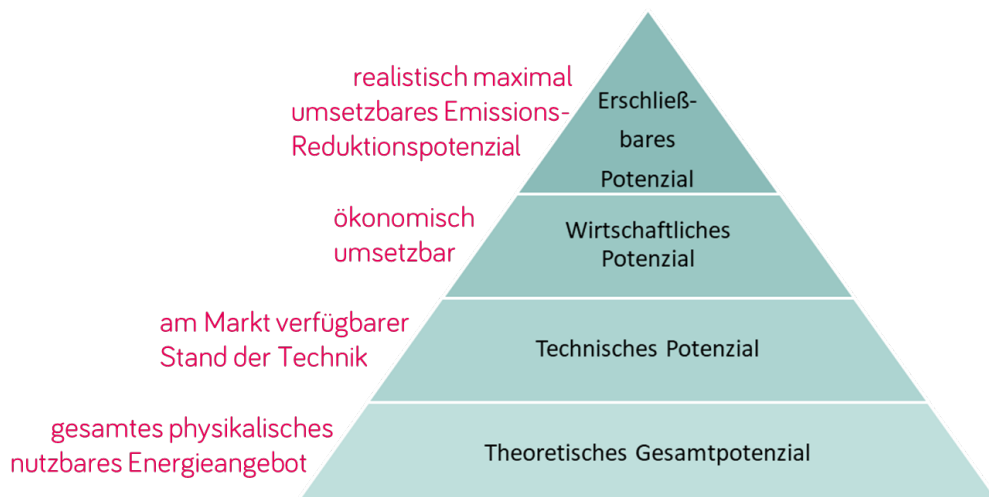 realistisch maximal
umsetzbares Emissions-
Reduktionspotenzial
Erschließ-
bares
Potenzial
ökonomisch
umsetzbar
Wirtschaftliches
Potenzial
am Markt verfügbarer
Stand der Technik
Technisches Potenzial
gesamtes physikalisches
nutzbares Energieangebot
Theoretisches Gesamtpotenzial